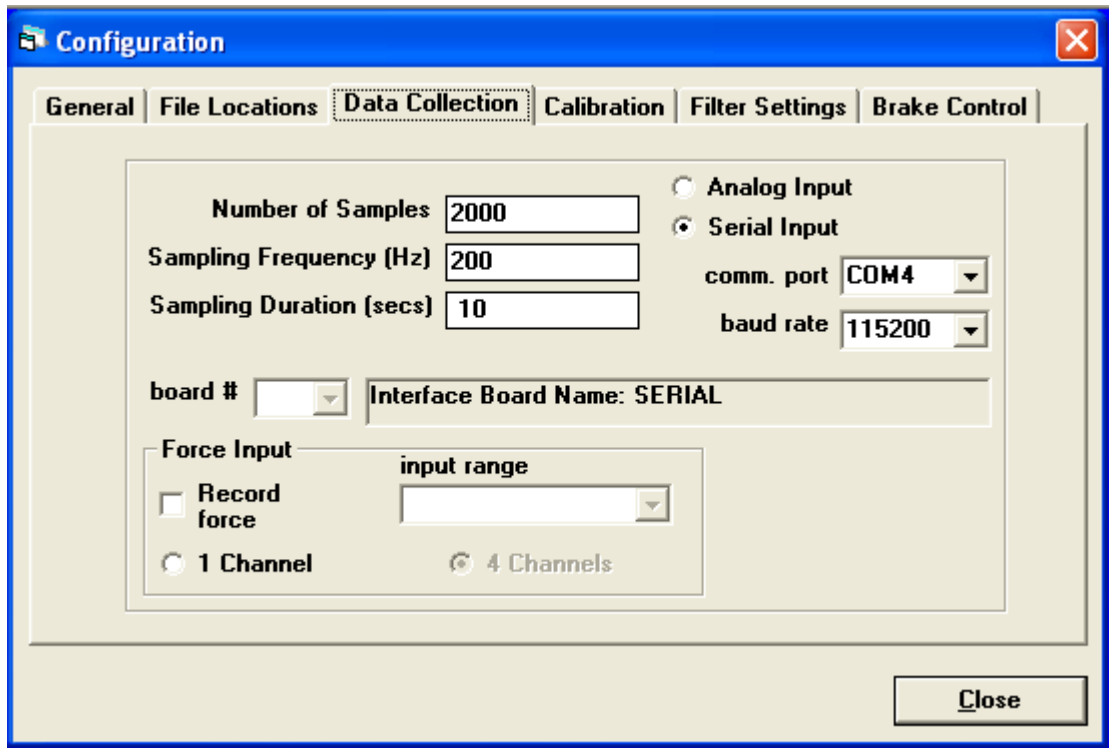 Configuration
General
File Locations
Data Collection
Calibration
Filter Settings
Brake Control
Number of Samples 2000
Sampling Frequency (Hz) 200
Sampling Duration (secs) 10
Analog Input
Serial Input
comm. port COM4
baud rate 115200
board #
Interface Board Name: SERIAL
Force Input
input range
Record
force
1 Channel
4 Channels
Close